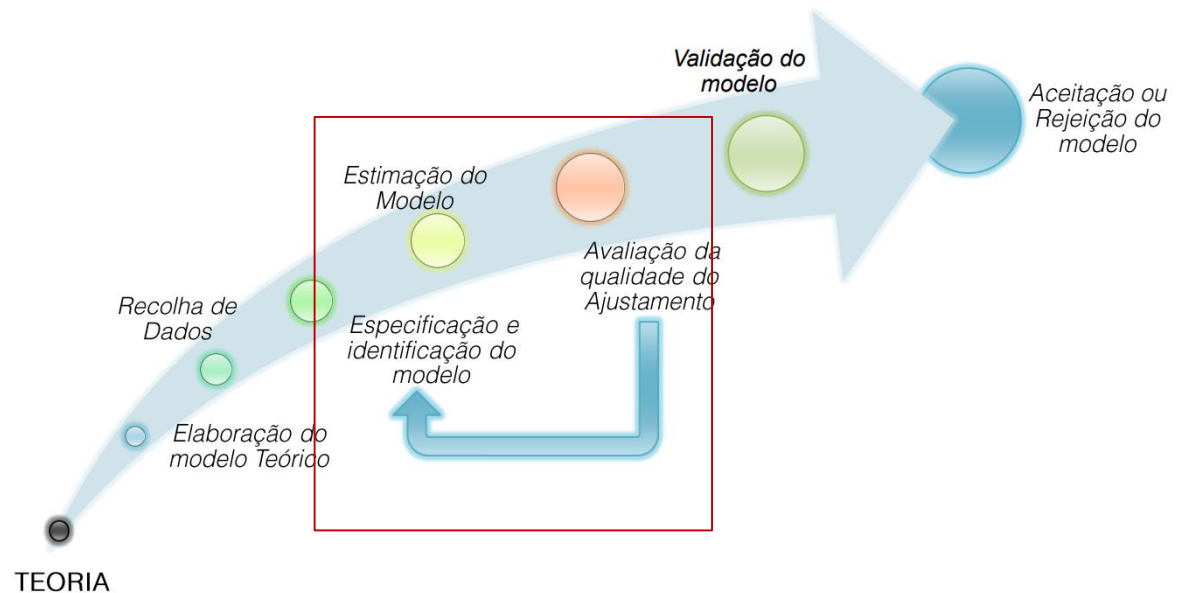 Validação do
modelo
Aceitação ou
Rejeição do
modelo
Estimação do
Modelo
Avaliação da
qualidade do
Ajustamento
Recolha de
Dados
Especificação e
identificação do
modelo
Elaboração do
modelo Teórico
TEORIA